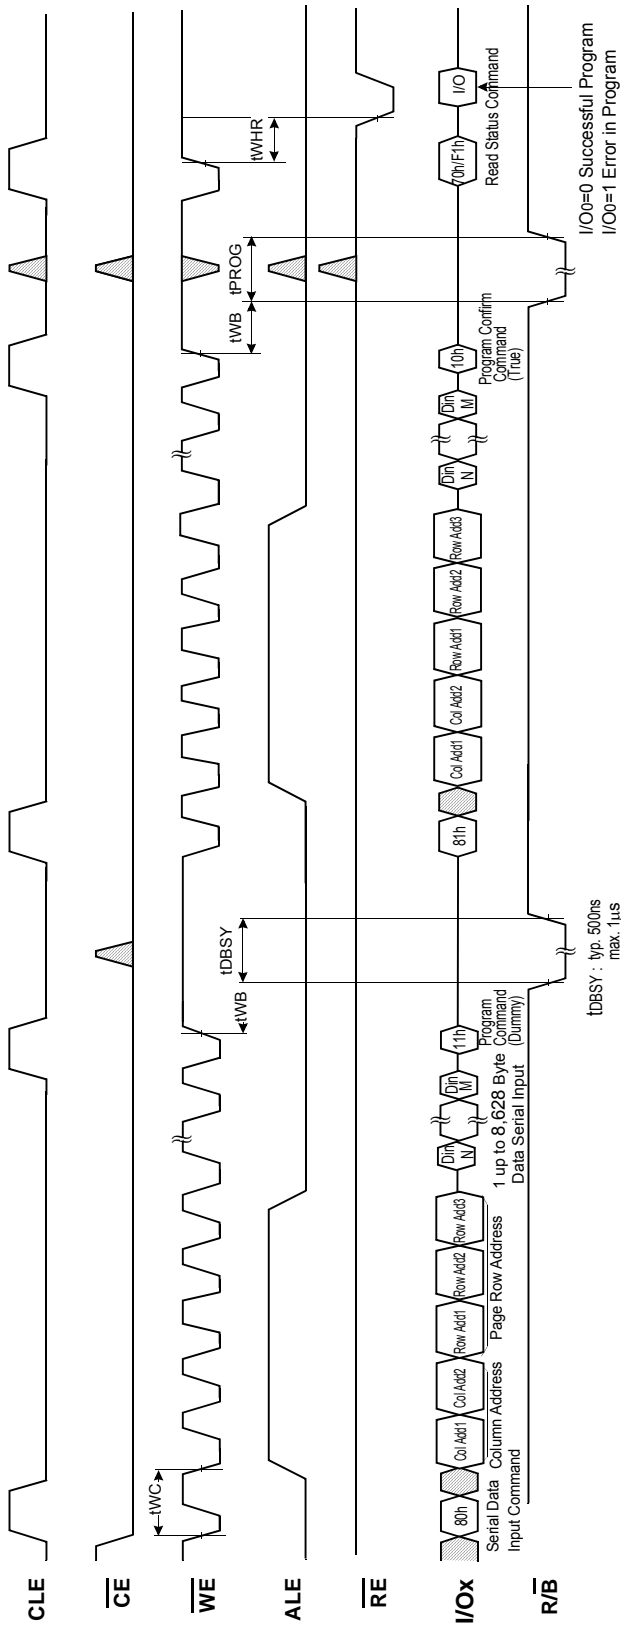 CLE
CE
WE
tWC
tWB
tDBSY
tWB
tPROG
tWHR
ALE
RE
I/Ox
80h
Col Add1
Col Add2
Row Add1
Row Add2
Row Add3
Din
N
Din
M
11h
81h
Col Add1
Col Add2
Row Add1
Row Add2
Row Add3
Din
N
Din
M
10h
70h/F1h
I/O
Serial Data
Input Command
Column Address
Page Row Address
1 up to 8,628 Byte
Data Serial Input
Program
Command
(Dummy)
Program Confirm
Command
(True)
Read Status Command
R/B
tDBSY : typ. 500ns
max. 1μs
I/O0=0 Successful Program
I/O0=1 Error in Program